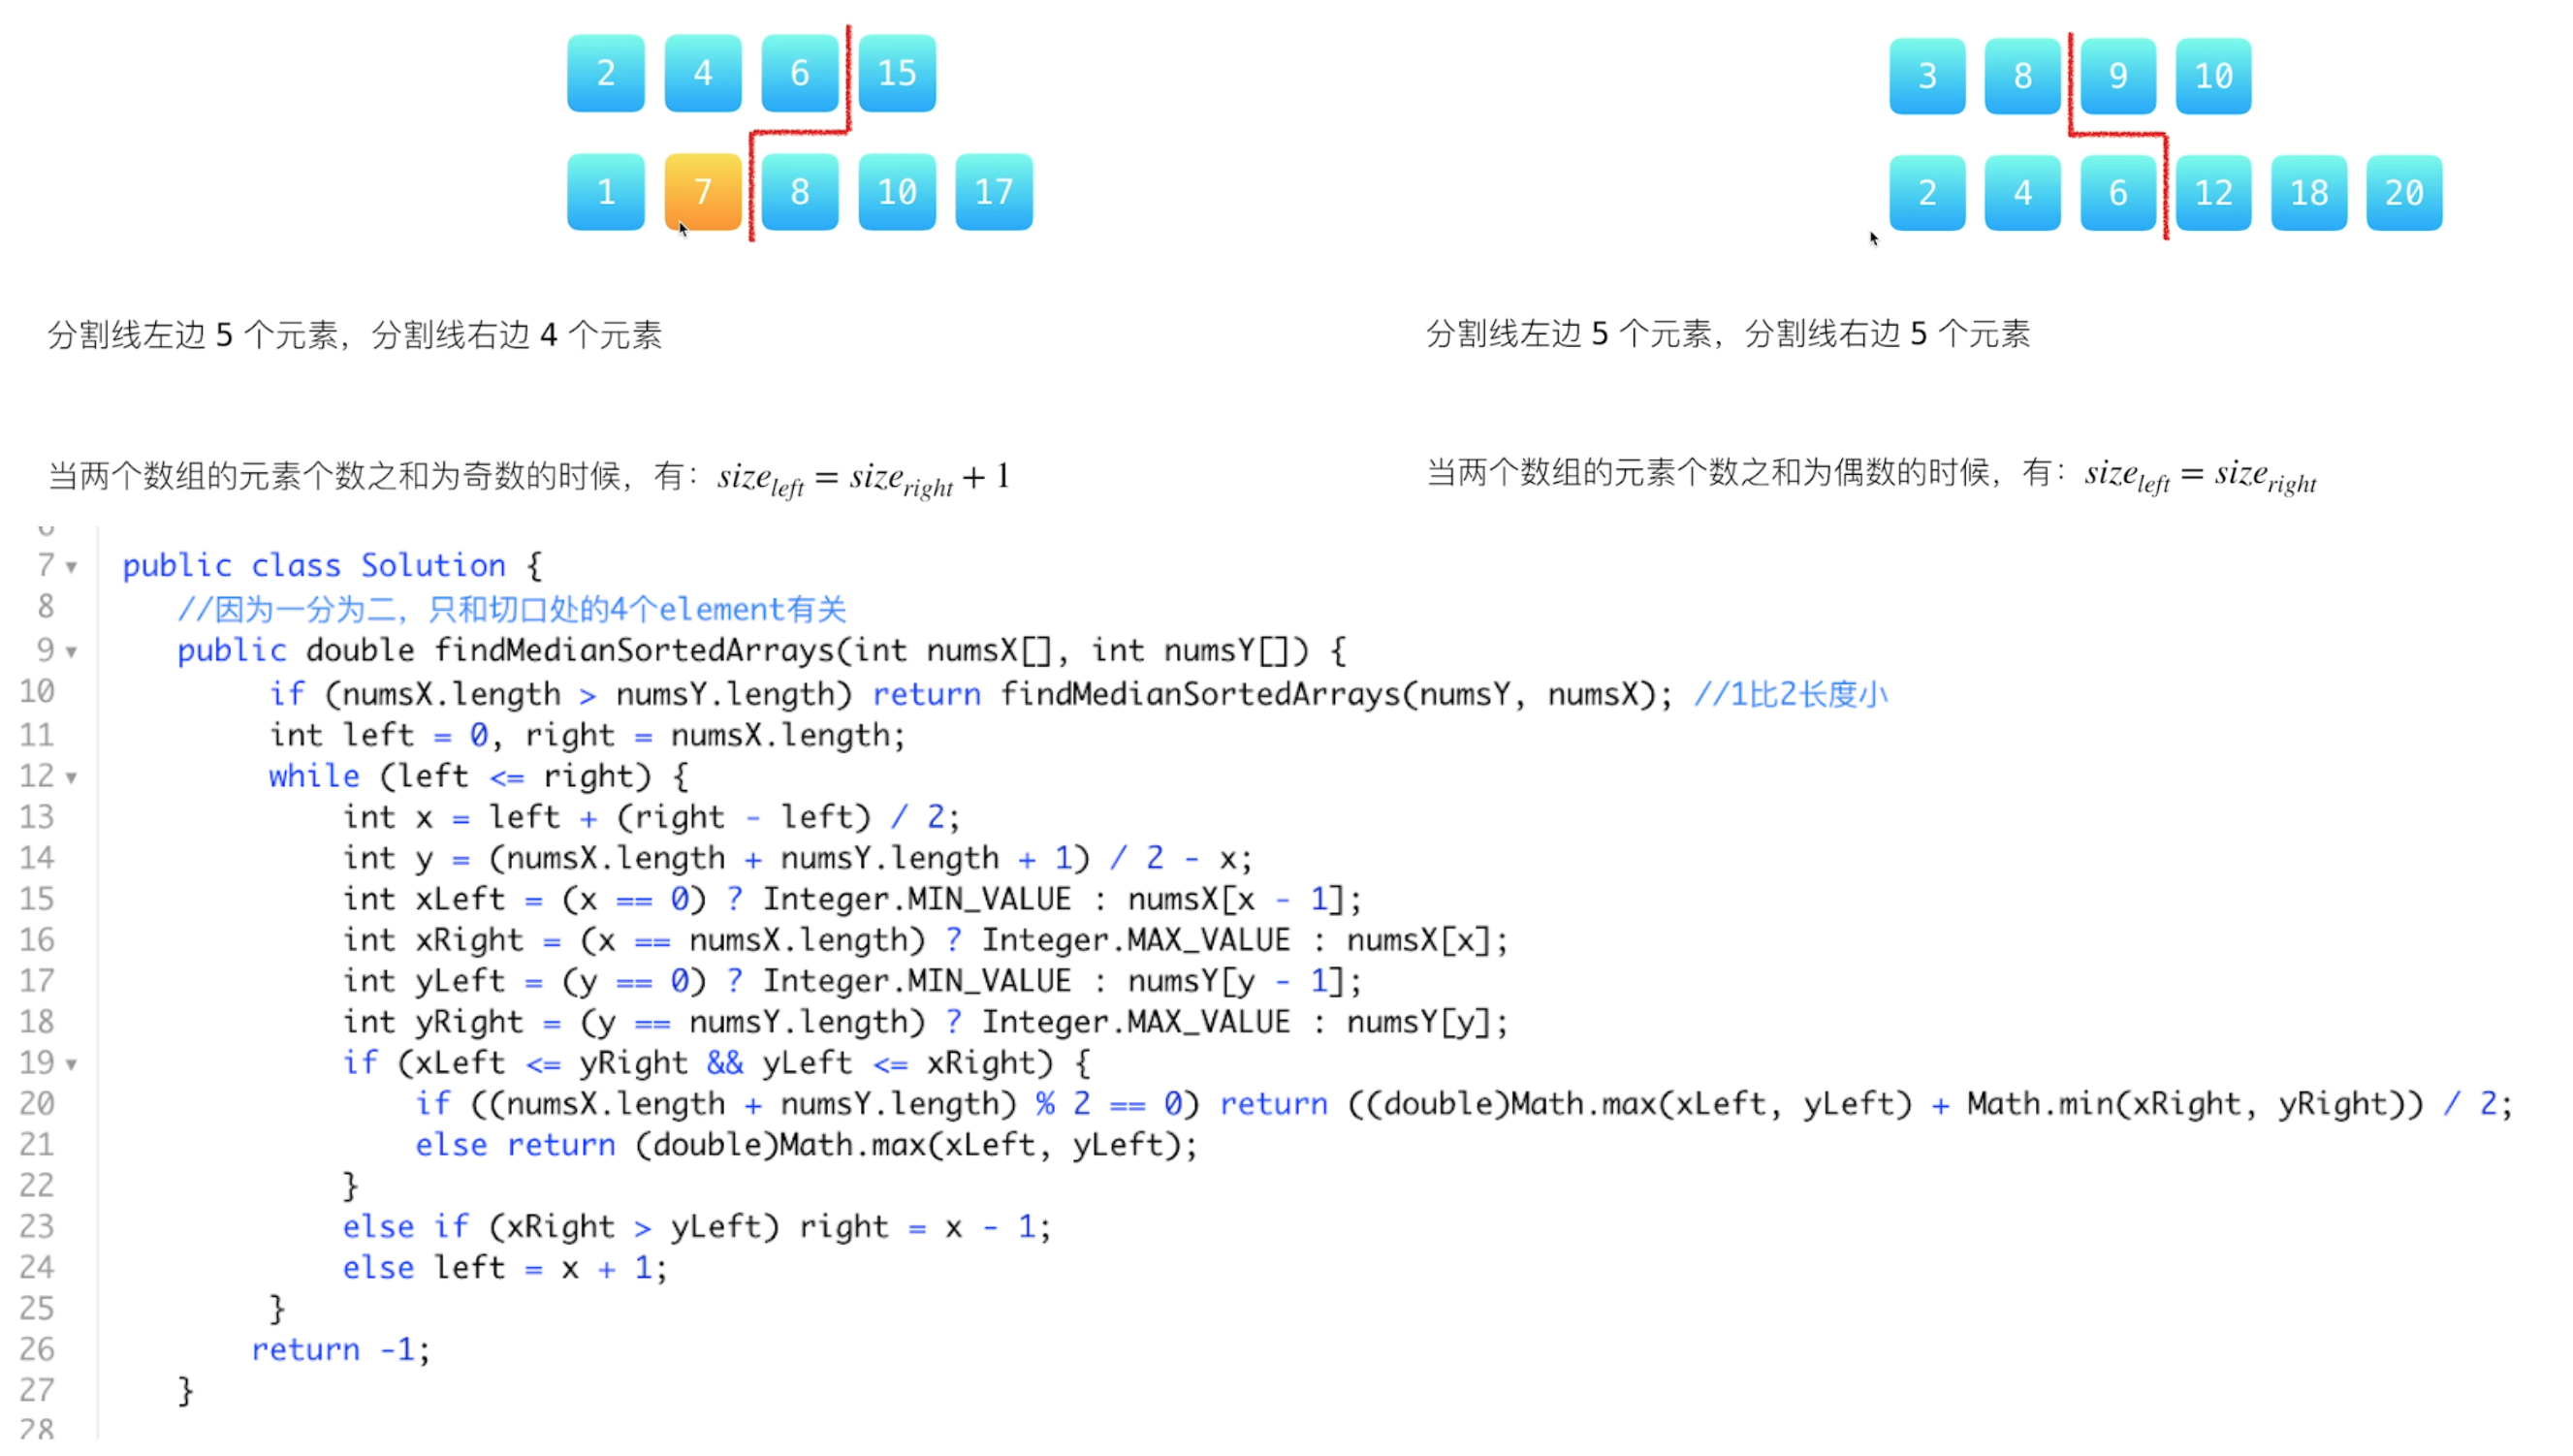 2 4 6 15
1 7 8 10 17
3 8 9 10
2 4 6 12 18 20
分割线左边 5 个元素，分割线右边 4 个元素
分割线左边 5 个元素，分割线右边 5 个元素
当两个数组的元素个数之和为奇数的时候，有：size_left = size_right + 1
当两个数组的元素个数之和为偶数的时候，有：size_left = size_right
7 public class Solution {
8 //因为一分为二，只和切口处的4个element有关
9 public double findMedianSortedArrays(int numsX[], int numsY[]) {
10 if (numsX.length > numsY.length) return findMedianSortedArrays(numsY, numsX); //1比2长度小
11 int left = 0, right = numsX.length;
12 while (left <= right) {
13 int x = left + (right - left) / 2;
14 int y = (numsX.length + numsY.length + 1) / 2 - x;
15 int xLeft = (x == 0) ? Integer.MIN_VALUE : numsX[x - 1];
16 int xRight = (x == numsX.length) ? Integer.MAX_VALUE : numsX[x];
17 int yLeft = (y == 0) ? Integer.MIN_VALUE : numsY[y - 1];
18 int yRight = (y == numsY.length) ? Integer.MAX_VALUE : numsY[y];
19 if (xLeft <= yRight && yLeft <= xRight) {
20 if ((numsX.length + numsY.length) % 2 == 0) return ((double)Math.max(xLeft, yLeft) + Math.min(xRight, yRight)) / 2;
21 else return (double)Math.max(xLeft, yLeft);
22 }
23 else if (xRight > yLeft) right = x - 1;
24 else left = x + 1;
25 }
26 return -1;
27 }
28